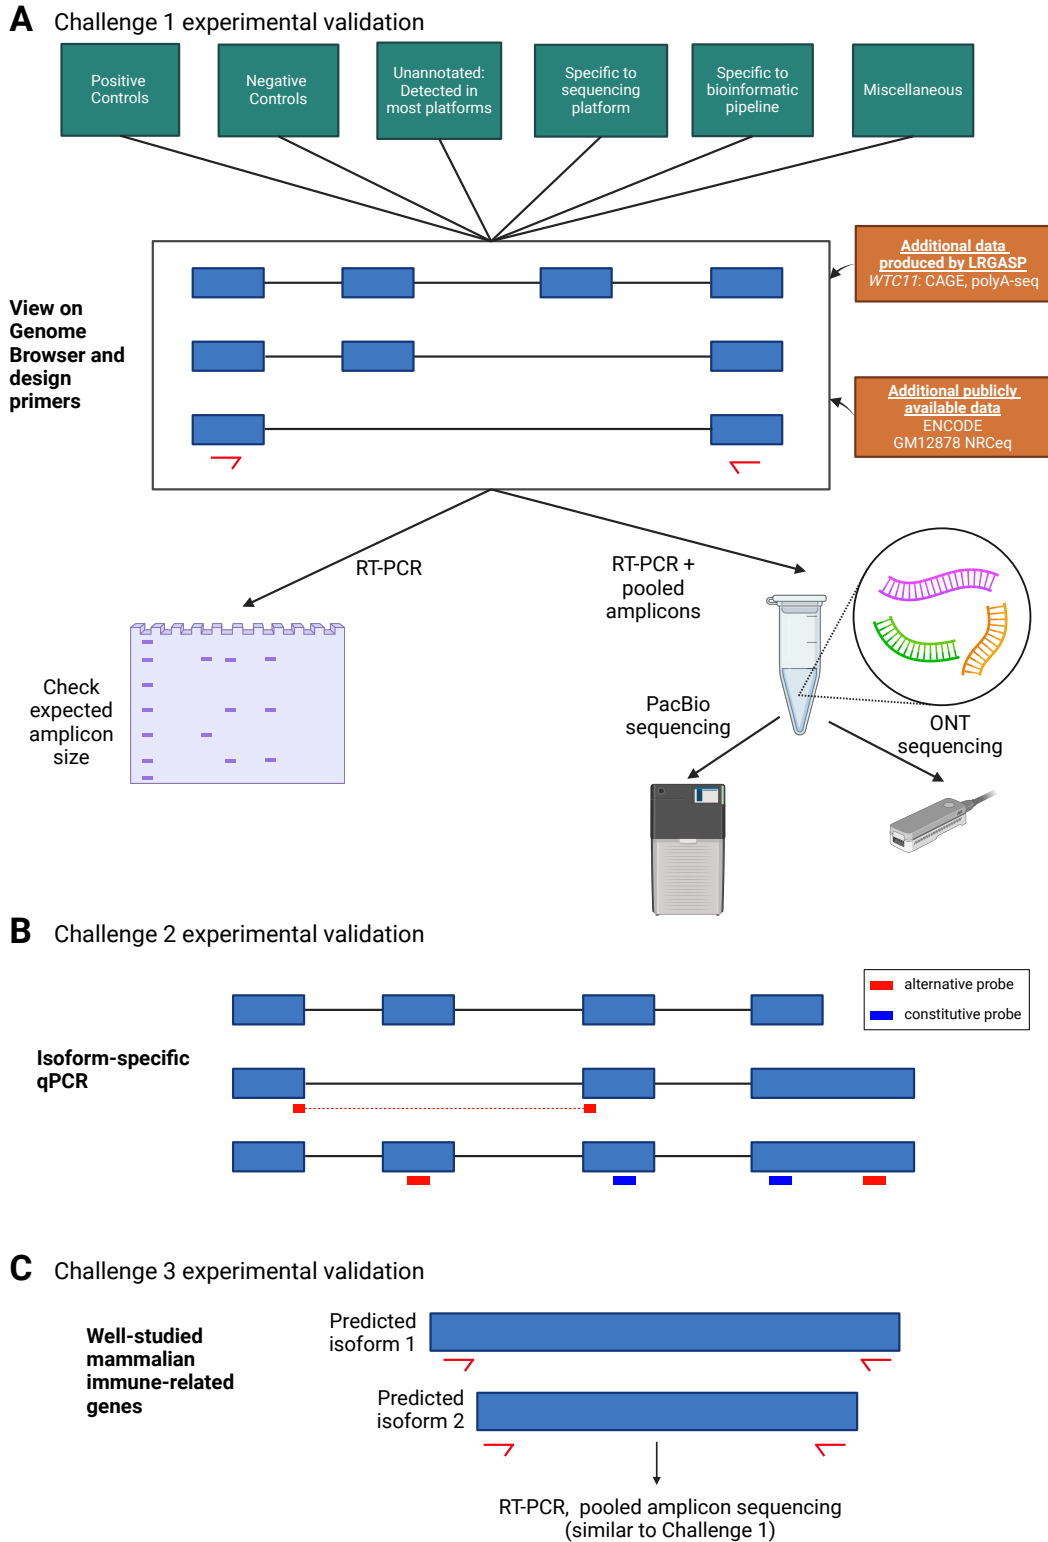 A Challenge 1 experimental validation
Positive
Controls
Negative
Controls
Unannotated:
Detected in
most platforms
Specific to
sequencing
platform
Specific to
bioinformatic
pipeline
Miscellaneous
View on
Genome
Browser and
design
primers
Additional data
produced by LRGASP
WTC11: CAGE, polyA-seq
Additional publicly
available data
ENCODE
GM12878 NRCeq
RT-PCR
RT-PCR +
pooled
amplicons
Check
expected
amplicon
size
PacBio
sequencing
ONT
sequencing
B Challenge 2 experimental validation
alternative probe
constitutive probe
Isoform-specific
qPCR
C Challenge 3 experimental validation
Well-studied
mammalian
immune-related
genes
Predicted
isoform 1
Predicted
isoform 2
RT-PCR, pooled amplicon sequencing
(similar to Challenge 1)